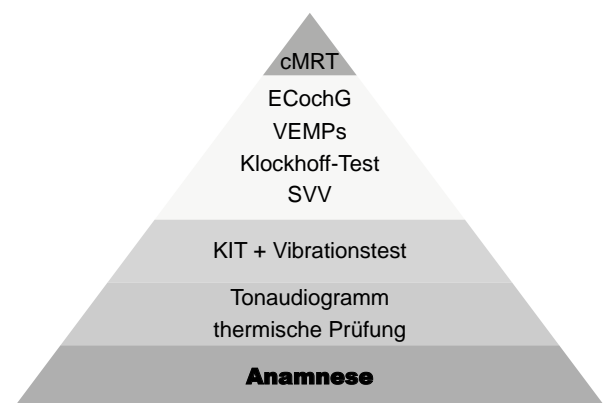 cMRT
ECochG
VEMPs
Klockhoff-Test
SVV
KIT + Vibrationstest
Tonaudiogramm
thermische Prüfung
Anamnese